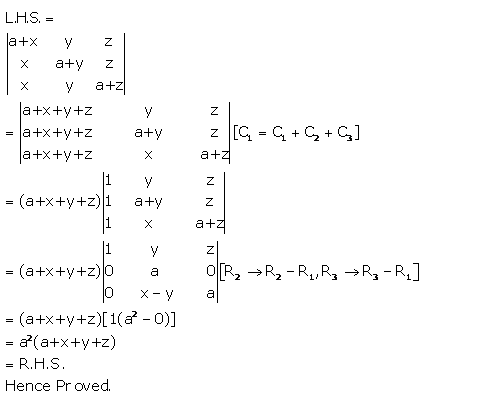 L.H.S. =
|a+x y z|
|x a+y z|
|x y a+z|
= |a+x+y+z y z|
|a+x+y+z a+y z| [C₁ = C₁ + C₂ + C₃]
|a+x+y+z x a+z|
|1 y z|
= (a+x+y+z) |1 a+y z|
|1 x a+z|
|1 y z|
= (a+x+y+z) |0 a 0| [R₂ → R₂ − R₁, R₃ → R₃ − R₁]
|0 x − y a|
= (a+x+y+z) [1(a² − 0)]
= a²(a+x+y+z)
= R.H.S.
Hence Proved.